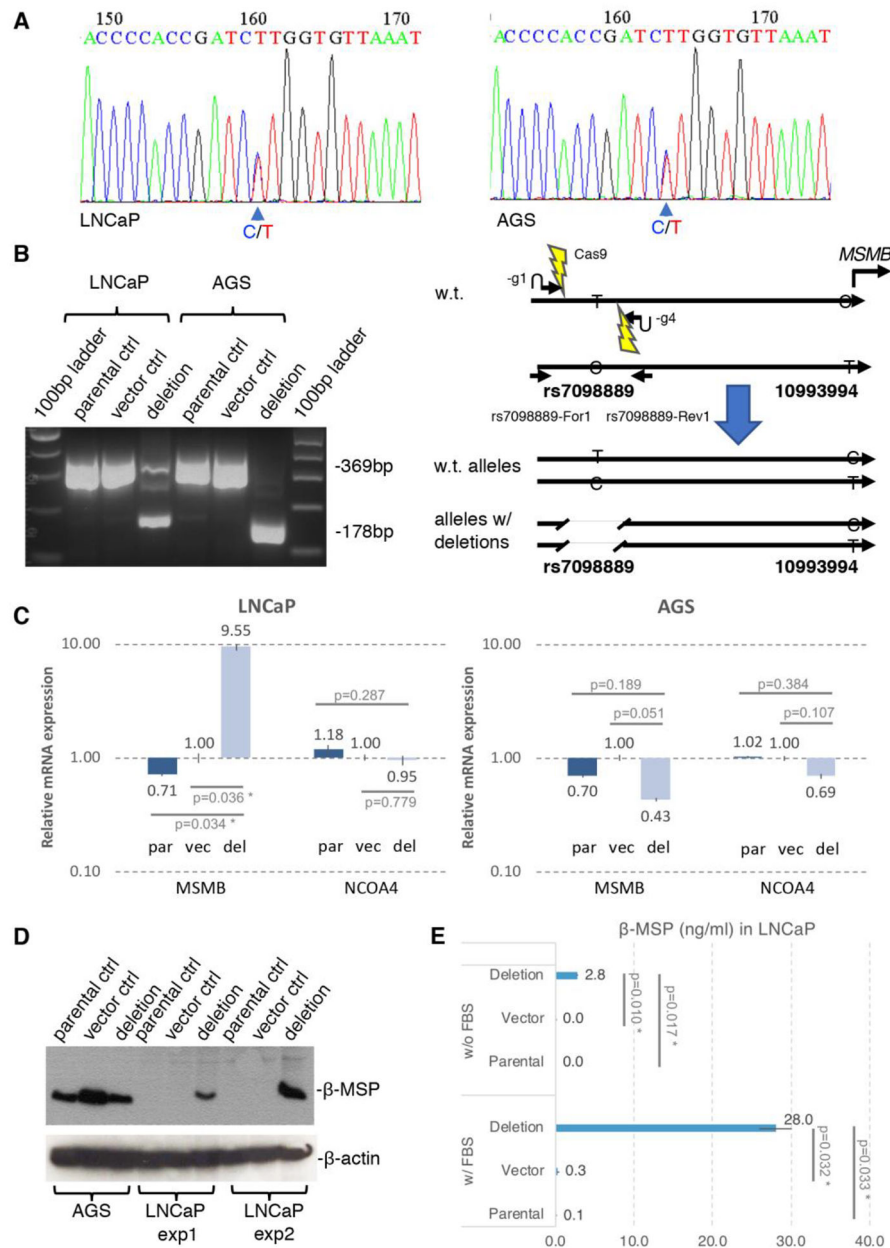 A
150 160 170
ACCCCACCGATCTTGGTGTTAAAT
LNCaP
C/T
160 170
ACCCCACCGATCTTGGTGTTAAAT
AGS
C/T
B
LNCaP AGS
100bp ladder
parental ctrl
vector ctrl
deletion
parental ctrl
vector ctrl
deletion
100bp ladder
-369bp
-178bp
Cas9
MSMB
-g1
w.t.
T C
-g4
C T
rs7098889 10993994
rs7098889-For1 rs7098889-Rev1
w.t. alleles
T C
C T
alleles w/
deletions
C
T
rs7098889 10993994
C
LNCaP
Relative mRNA expression
10.00
1.00
0.10
9.55
p=0.287
1.18
1.00
1.00
0.71
0.95
p=0.036 *
p=0.779
p=0.034 *
par vec del par vec del
MSMB NCOA4
AGS
Relative mRNA expression
10.00
1.00
0.10
p=0.189
p=0.384
p=0.051
p=0.107
1.00
1.02 1.00
0.70
0.43
0.69
par vec del par vec del
MSMB NCOA4
D
parental ctrl
vector ctrl
deletion
parental ctrl
vector ctrl
deletion
parental ctrl
vector ctrl
deletion
-β-MSP
-β-actin
AGS LNCaP LNCaP
exp1 exp2
E
β-MSP (ng/ml) in LNCaP
w/o FBS
Deletion 2.8
Vector 0.0
Parental 0.0
p=0.010 *
p=0.017 *
w/ FBS
Deletion 28.0
Vector 0.3
Parental 0.1
p=0.032 *
p=0.033 *
0.0 10.0 20.0 30.0 40.0